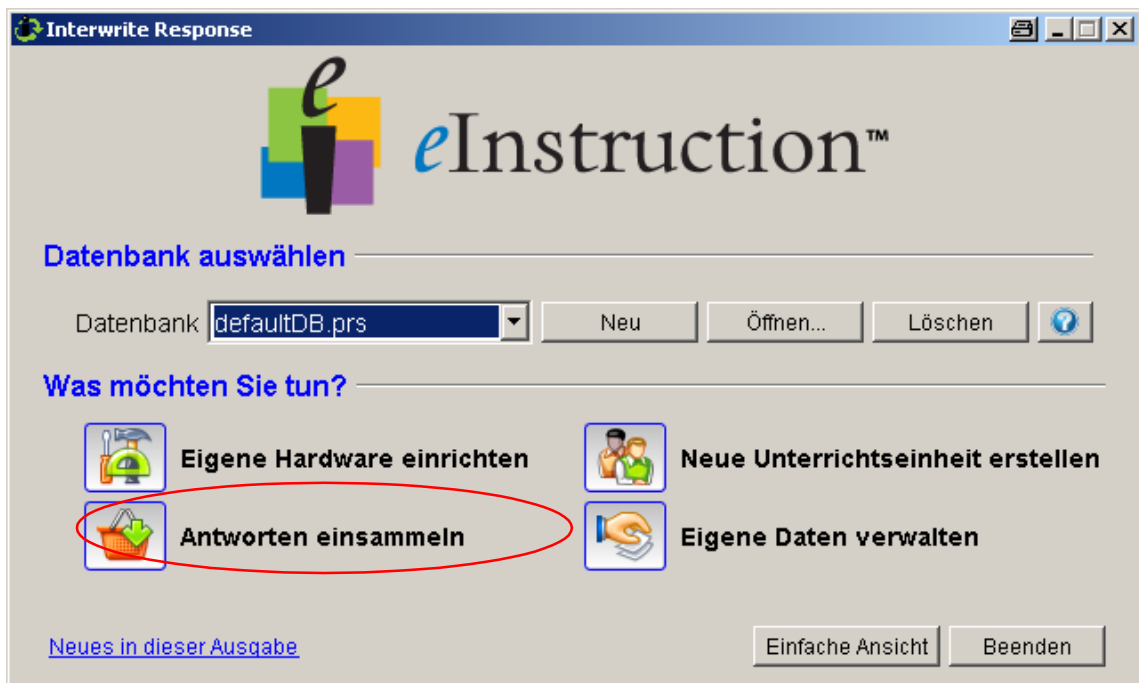 Interwrite Response
eInstruction™
Datenbank auswählen
Datenbank defaultDB.prs Neu Öffnen... Löschen
Was möchten Sie tun?
Eigene Hardware einrichten Neue Unterrichtseinheit erstellen
Antworten einsammeln Eigene Daten verwalten
Neues in dieser Ausgabe Einfache Ansicht Beenden